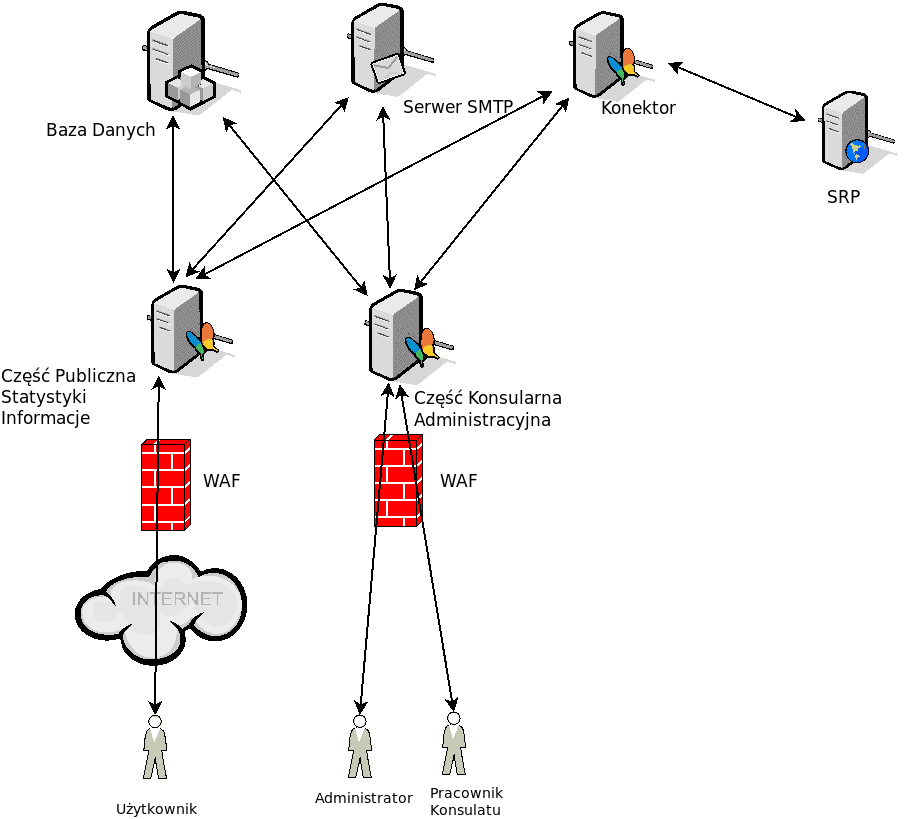 Baza Danych
Serwer SMTP
Konektor
SRP
Część Publiczna
Statystyki
Informacje
Część Konsularna
Administracyjna
WAF
WAF
INTERNET
Użytkownik
Administrator
Pracownik
Konsulatu